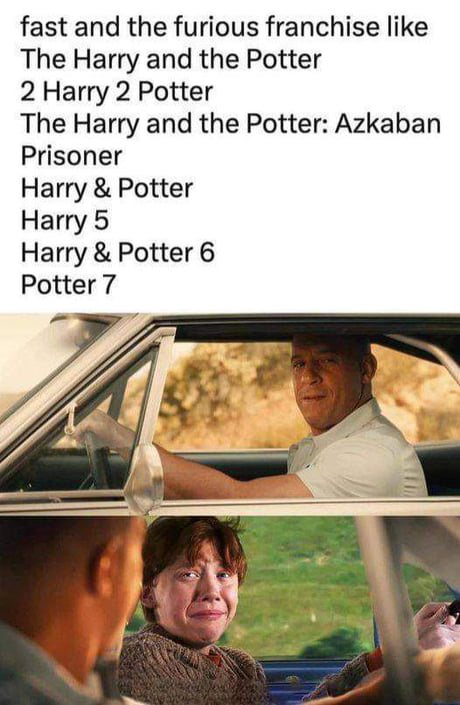 fast and the furious franchise like
The Harry and the Potter
2 Harry 2 Potter
The Harry and the Potter: Azkaban
Prisoner
Harry & Potter
Harry 5
Harry & Potter 6
Potter 7